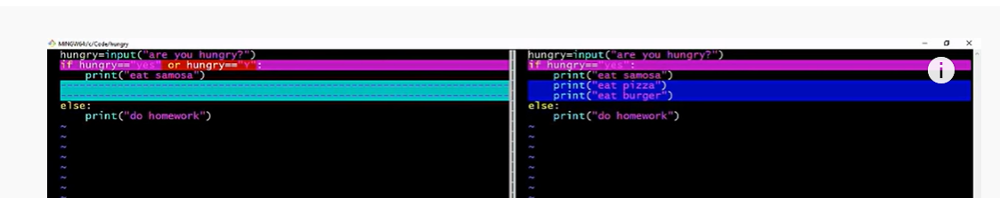 MINGW64:/c/Code/hungry
hungry=input("are you hungry?")
if hungry=="yes" or hungry=="Y":
print("eat samosa")
else:
print("do homework")
~
~
~
~
~
~
~
~
hungry=input("are you hungry?")
if hungry=="yes":
print("eat samosa")
print("eat pizza")
print("eat burger")
else:
print("do homework")
~
~
~
~
~
~
~
~
i